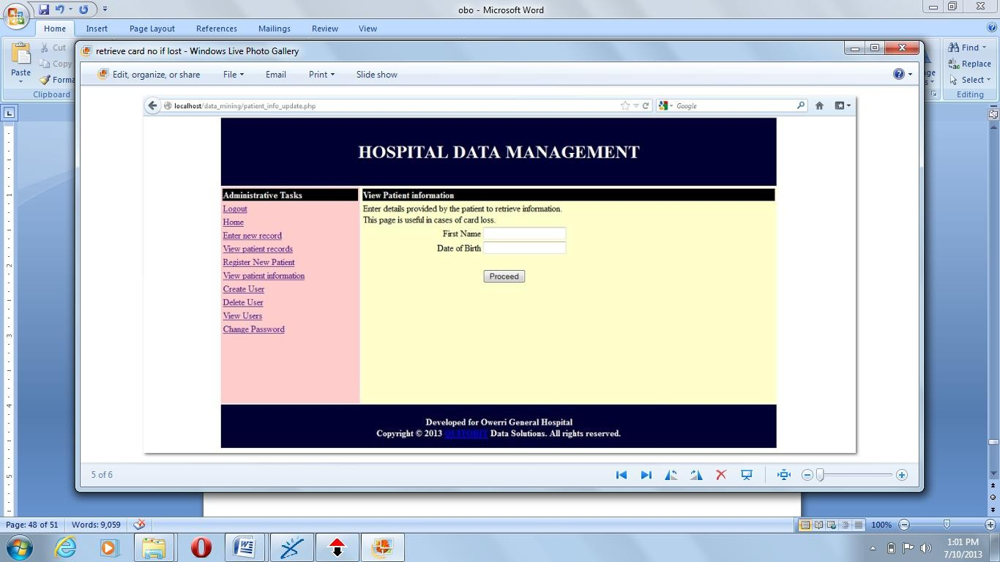 obo - Microsoft Word
Home Insert Page Layout References Mailings Review View
Paste
Cut
Copy
Forma
Clipboard
Find
Replace
Select
Editing
retrieve card no if lost - Windows Live Photo Gallery
Edit, organize, or share File Email Print Slide show
localhost/data_mining/patient_info_update.php
Google
HOSPITAL DATA MANAGEMENT
Administrative Tasks
Logout
Home
Enter new record
View patient records
Register New Patient
View patient information
Create User
Delete User
View Users
Change Password
View Patient information
Enter details provided by the patient to retrieve information.
This page is useful in cases of card loss.
First Name
Date of Birth
Proceed
Developed for Owerri General Hospital
Copyright © 2013 QUITOBIT Data Solutions. All rights reserved.
5 of 6
Page: 48 of 51 Words: 9,059
100%
1:01 PM
7/10/2013